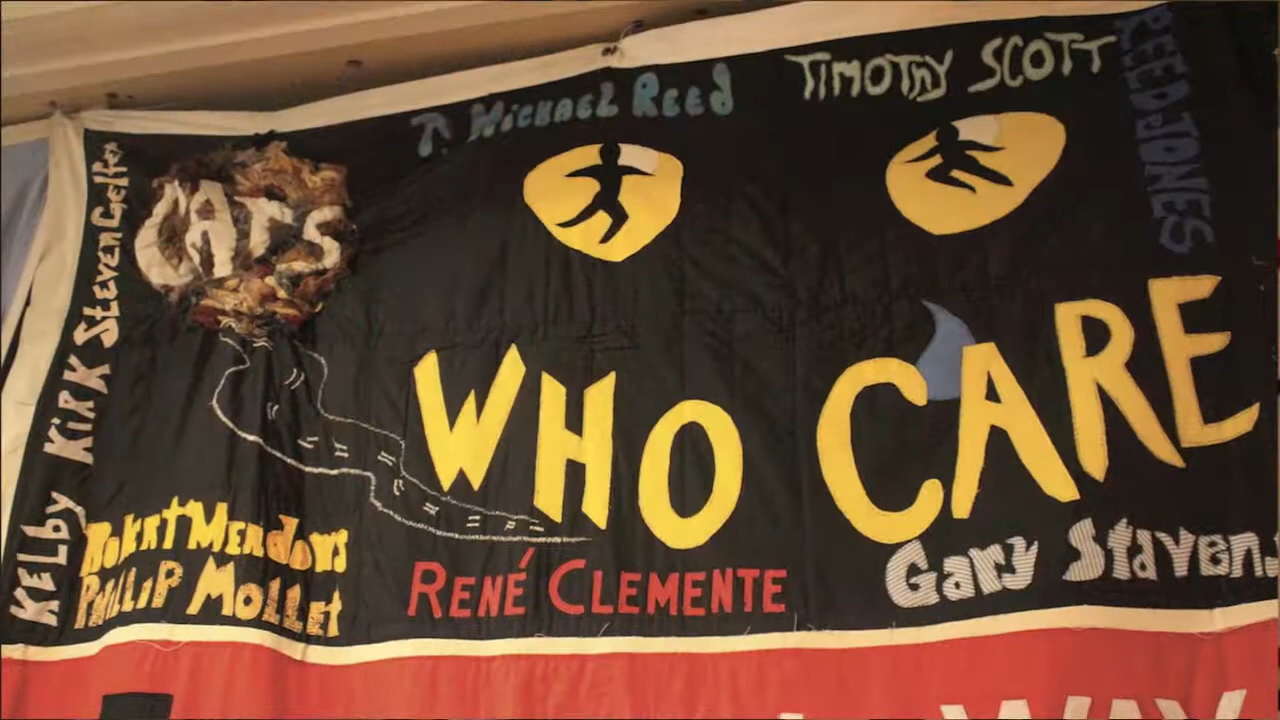 T. MICHAEL REED
TIMOTHY SCOTT
REED JONES
CATS
Steven Gelfer
KELBY KIRK
WHO CARE
ROBERT MEADOWS
PHILLIP MOLLET
RENÉ CLEMENTE
Gary Stevens
WAY